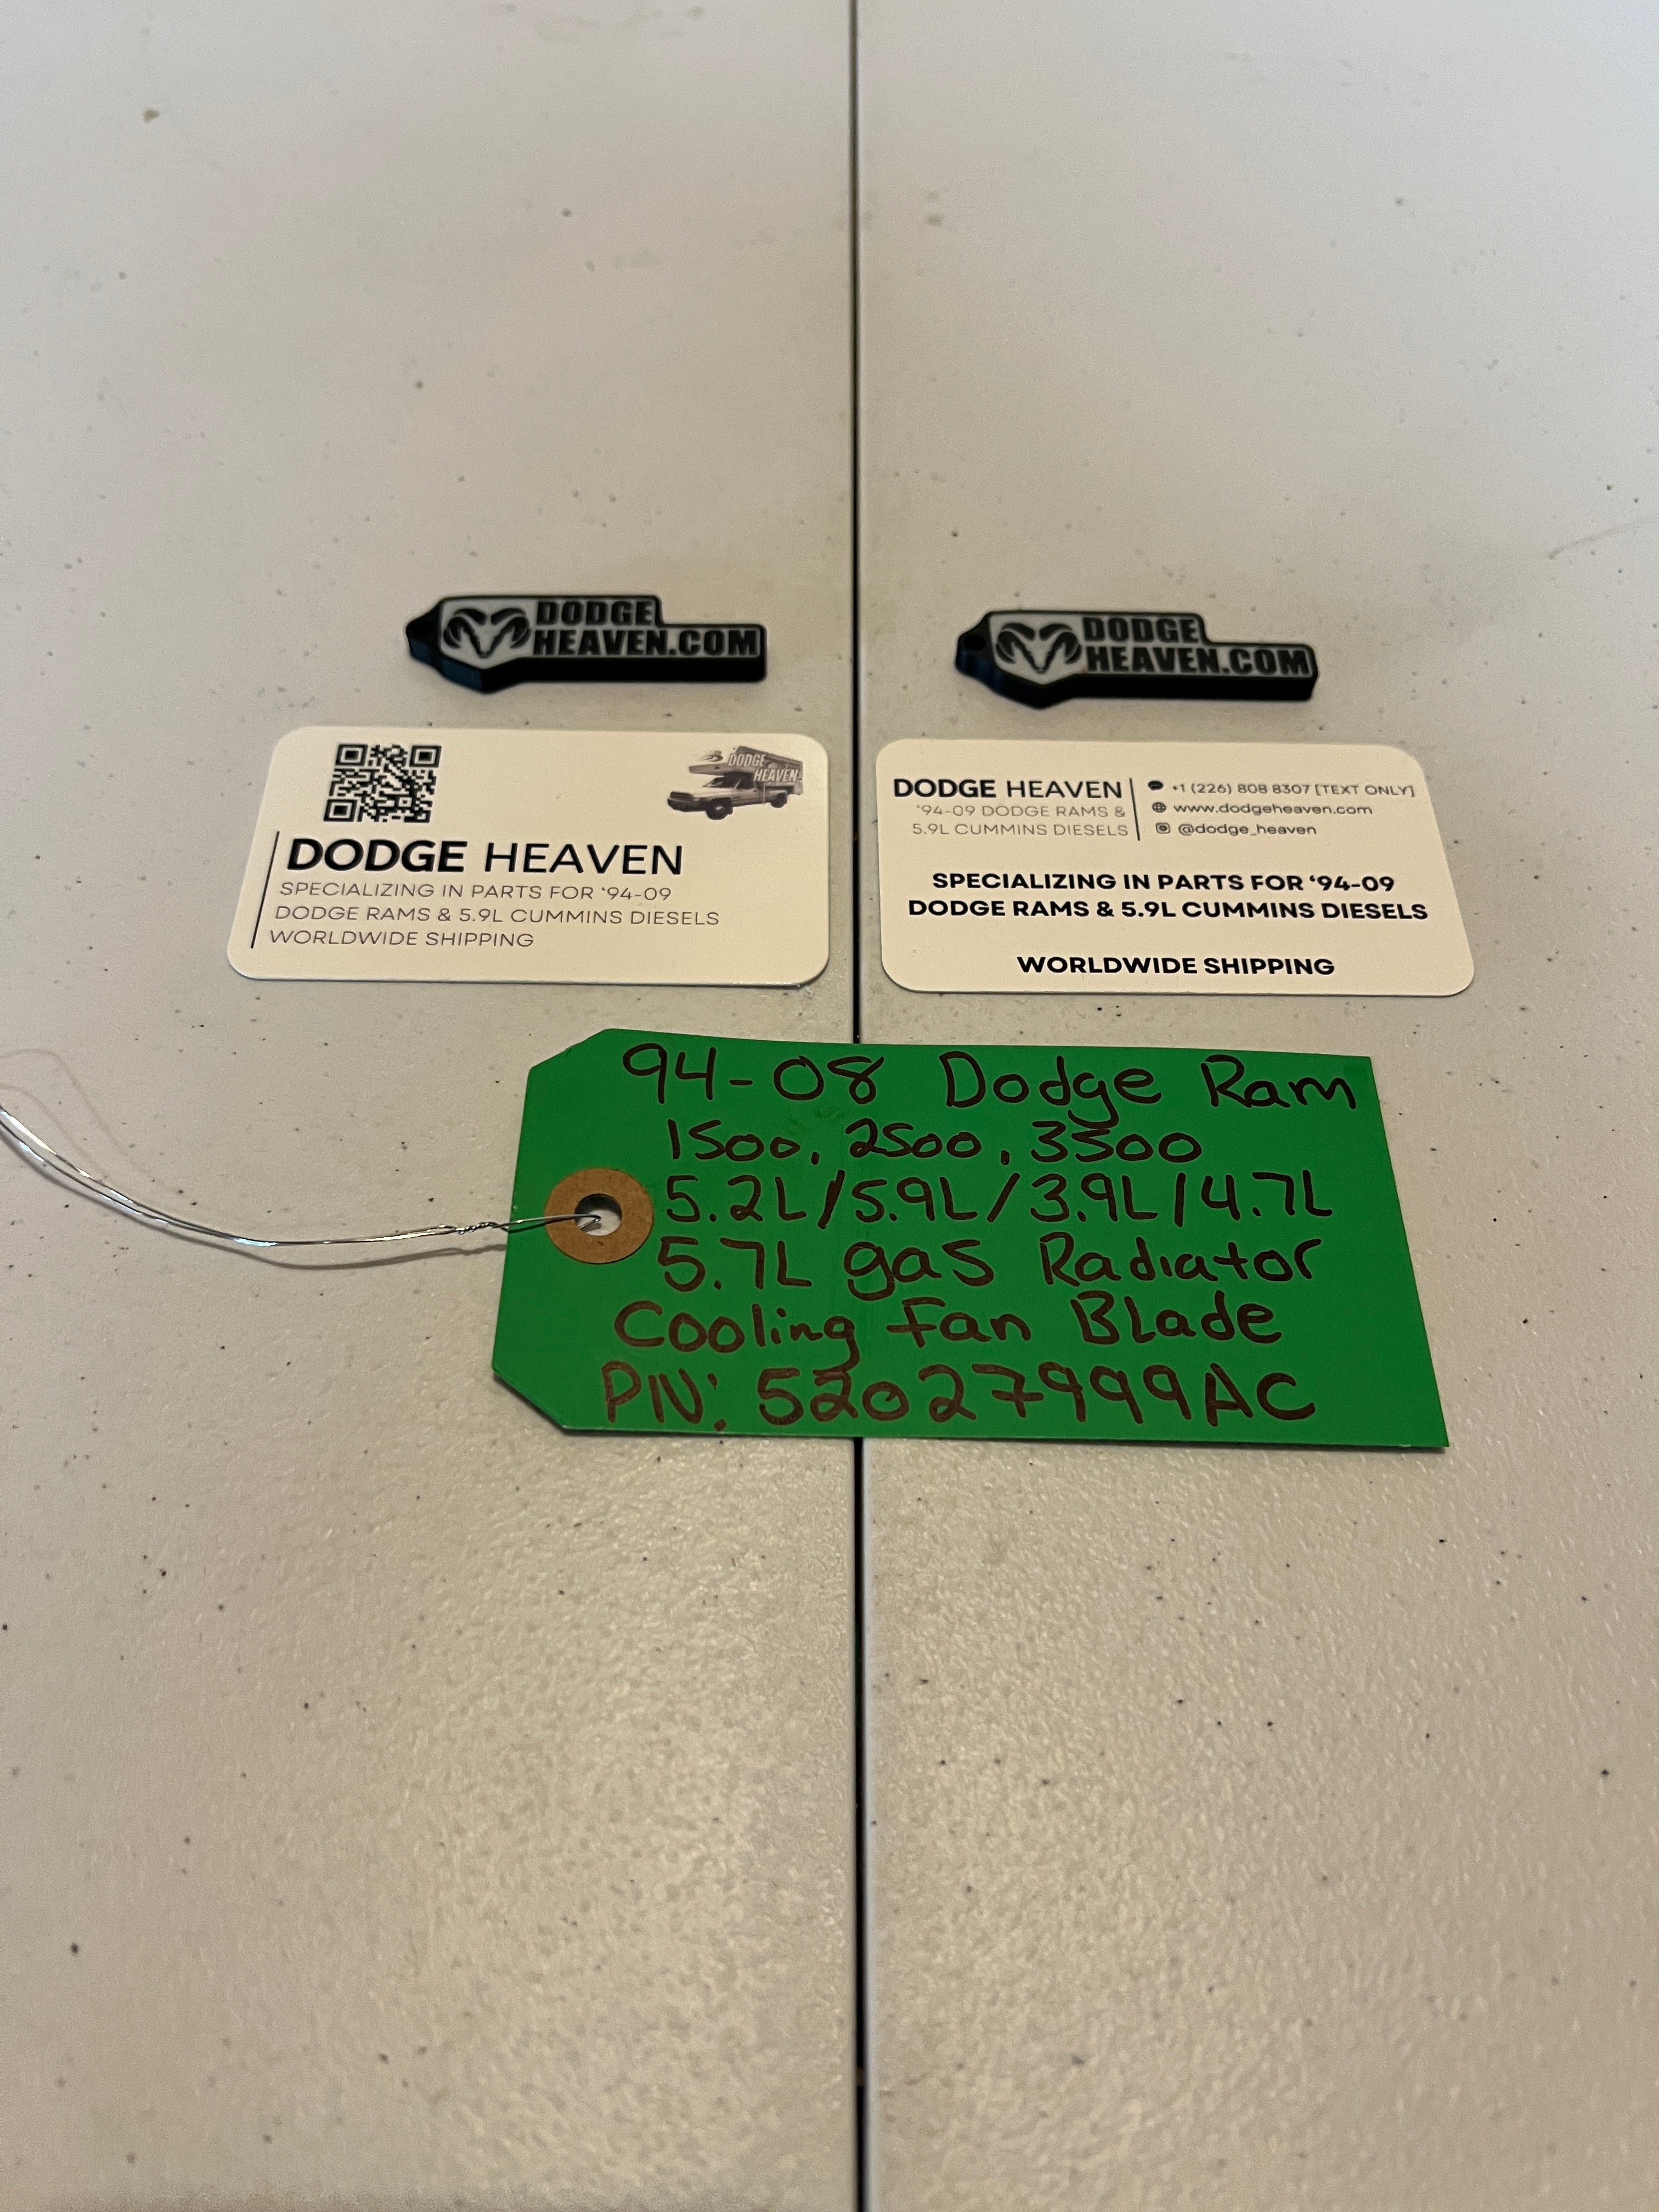 DODGE
HEAVEN.COM
DODGE
HEAVEN.COM
DODGE
HEAVEN
DODGE HEAVEN
SPECIALIZING IN PARTS FOR ‘94-09
DODGE RAMS & 5.9L CUMMINS DIESELS
WORLDWIDE SHIPPING
DODGE HEAVEN
‘94-09 DODGE RAMS &
5.9L CUMMINS DIESELS
+1 (226) 808 8307 [TEXT ONLY]
www.dodgeheaven.com
@dodge_heaven
SPECIALIZING IN PARTS FOR ‘94-09
DODGE RAMS & 5.9L CUMMINS DIESELS
WORLDWIDE SHIPPING
94-08 Dodge Ram
1500, 2500, 3500
5.2L/5.9L/3.9L/4.7L
5.7L gas Radiator
Cooling Fan Blade
PN: 52027999AC